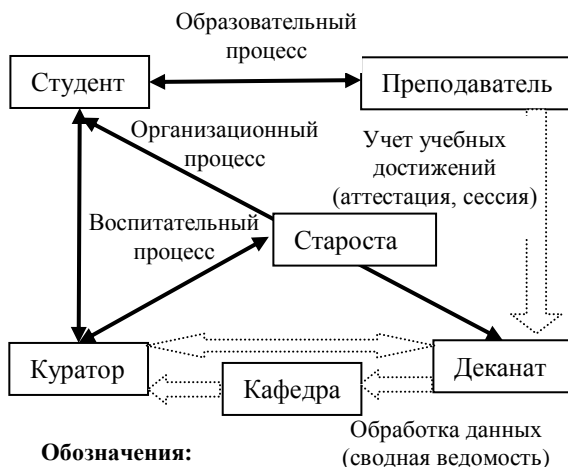 Образовательный
процесс
Студент
Преподаватель
Организационный
процесс
Учет учебных
достижений
(аттестация, сессия)
Воспитательный
процесс
Староста
Куратор
Кафедра
Деканат
Обработка данных
(сводная ведомость)
Обозначения: